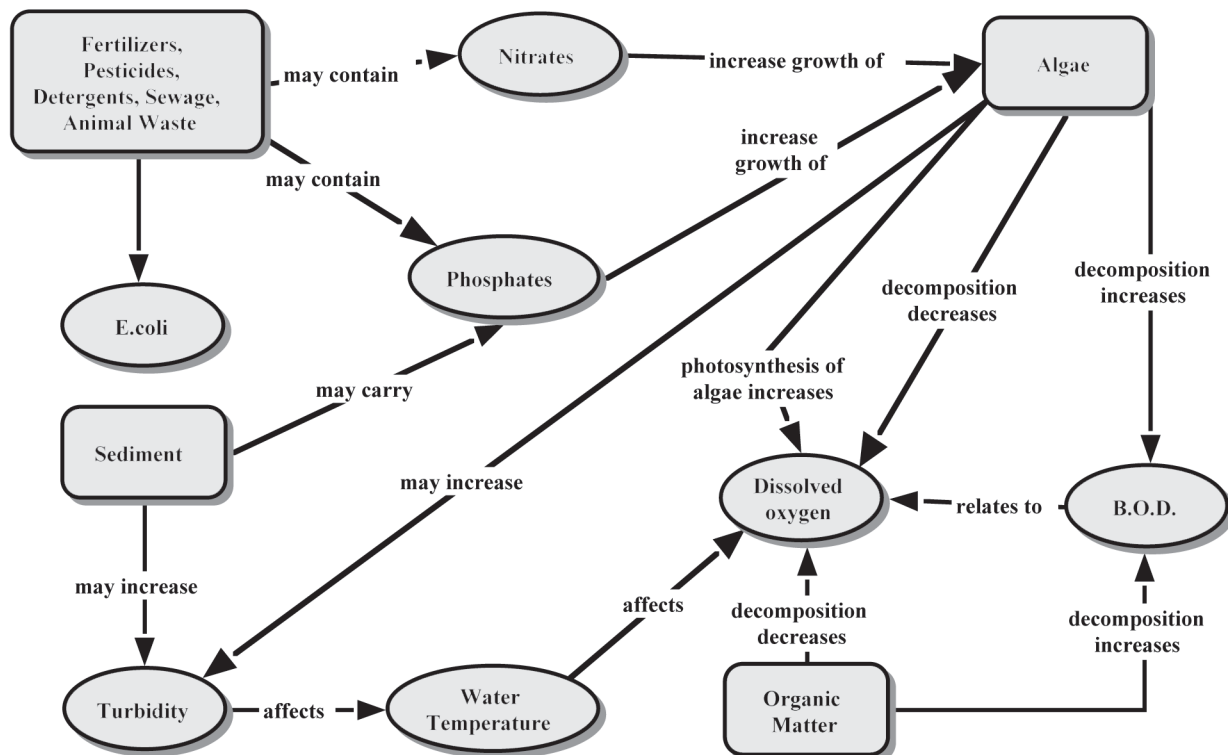 Fertilizers,
Pesticides,
Detergents, Sewage,
Animal Waste
may contain
Nitrates
increase growth of
Algae
may contain
increase
growth of
Phosphates
E.coli
decomposition
increases
decomposition
decreases
photosynthesis of
algae increases
may carry
Sediment
may increase
Dissolved
oxygen
relates to
B.O.D.
may increase
affects
decomposition
decreases
decomposition
increases
Turbidity
affects
Water
Temperature
Organic
Matter